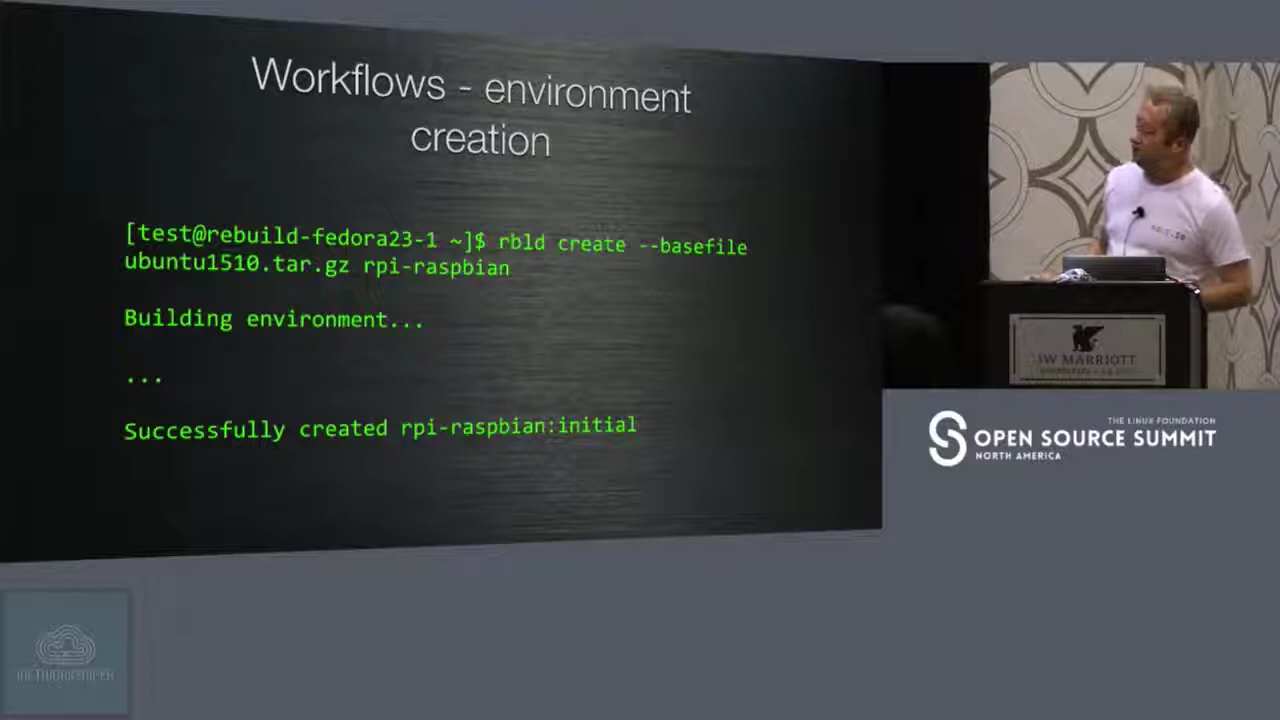 Workflows - environment
creation
[test@rebuild-fedora23-1 ~]$ rbld create --basefile
ubuntu1510.tar.gz rpi-raspbian
Building environment...
...
Successfully created rpi-raspbian:initial
JW MARRIOTT
THE LINUX FOUNDATION
OPEN SOURCE SUMMIT
NORTH AMERICA